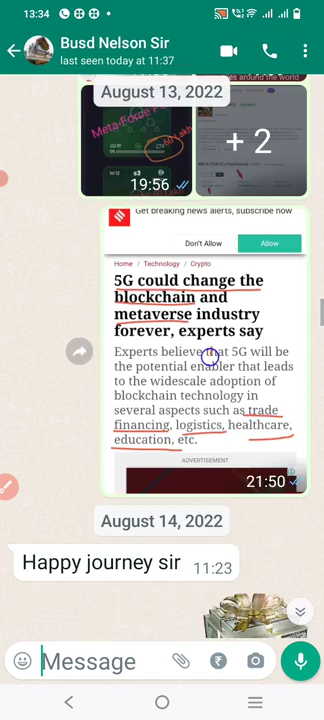 13:34
Busd Nelson Sir
last seen today at 11:37
August 13, 2022
Meta-Force
+ 2
19:56
Get breaking news alerts, subscribe now
Don't Allow Allow
Home / Technology / Crypto
5G could change the
blockchain and
metaverse industry
forever, experts say
Experts believe that 5G will be
the potential enabler that leads
to the widescale adoption of
blockchain technology in
several aspects such as trade
financing, logistics, healthcare,
education, etc.
ADVERTISEMENT
21:50
August 14, 2022
Happy journey sir 11:23
Message